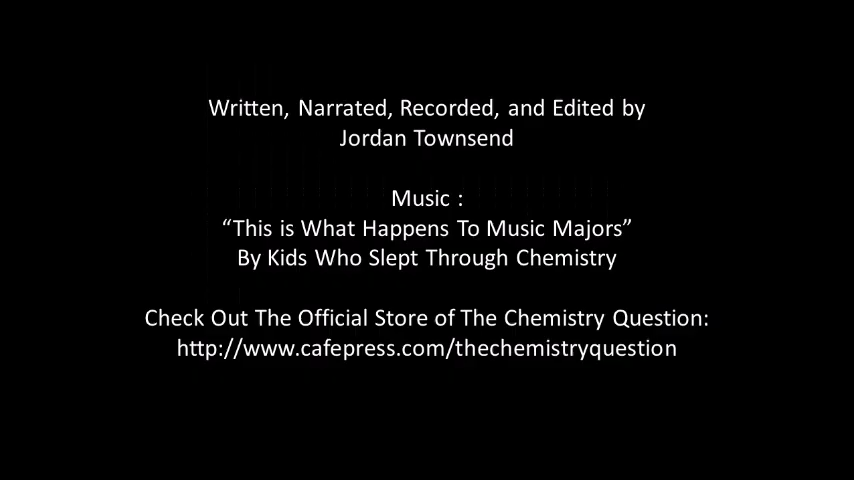 Written, Narrated, Recorded, and Edited by
Jordan Townsend
Music :
“This is What Happens To Music Majors”
By Kids Who Slept Through Chemistry
Check Out The Official Store of The Chemistry Question:
http://www.cafepress.com/thechemistryquestion